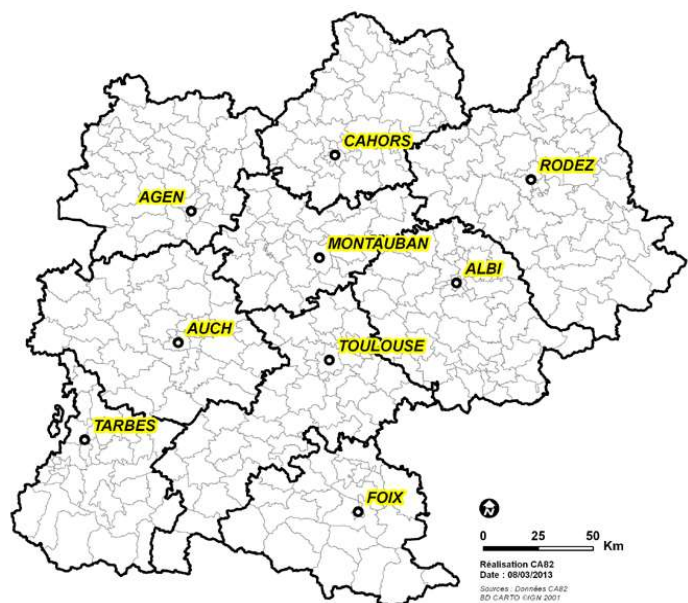 CAHORS
RODEZ
AGEN
MONTAUBAN
ALBI
AUCH
TOULOUSE
TARBES
FOIX
0 25 50 Km
Réalisation CA82
Date : 08/03/2013
Sources : Données CA82
BD CARTO ©IGN 2001